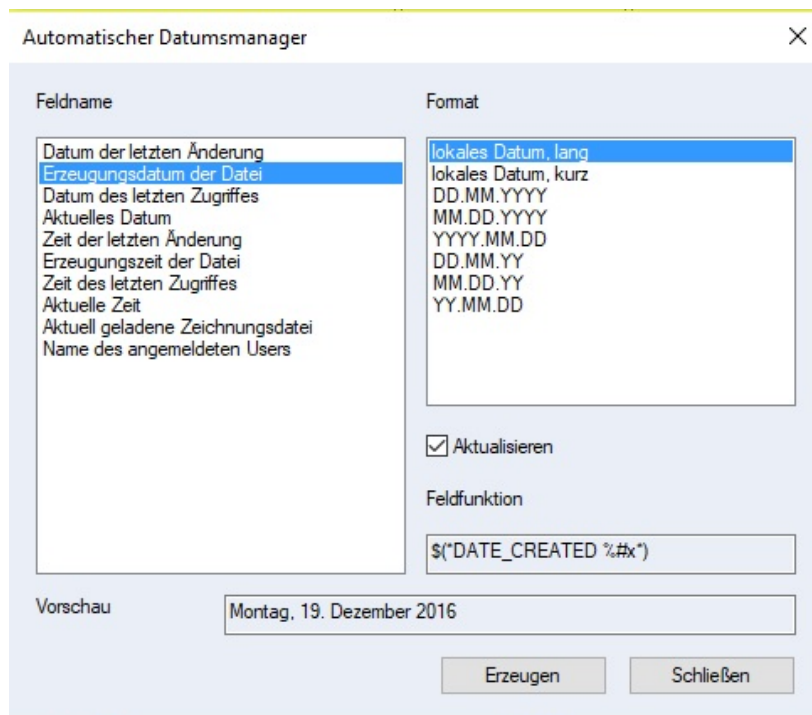 Automatischer Datumsmanager
Feldname
Datum der letzten Änderung
Erzeugungsdatum der Datei
Datum des letzten Zugriffes
Aktuelles Datum
Zeit der letzten Änderung
Erzeugungszeit der Datei
Zeit des letzten Zugriffes
Aktuelle Zeit
Aktuell geladene Zeichnungsdatei
Name des angemeldeten Users
Format
lokales Datum, lang
lokales Datum, kurz
DD.MM.YYYY
MM.DD.YYYY
YYYY.MM.DD
DD.MM.YY
MM.DD.YY
YY.MM.DD
Aktualisieren
Feldfunktion
$(*DATE_CREATED %#x*)
Vorschau
Montag, 19. Dezember 2016
Erzeugen
Schließen